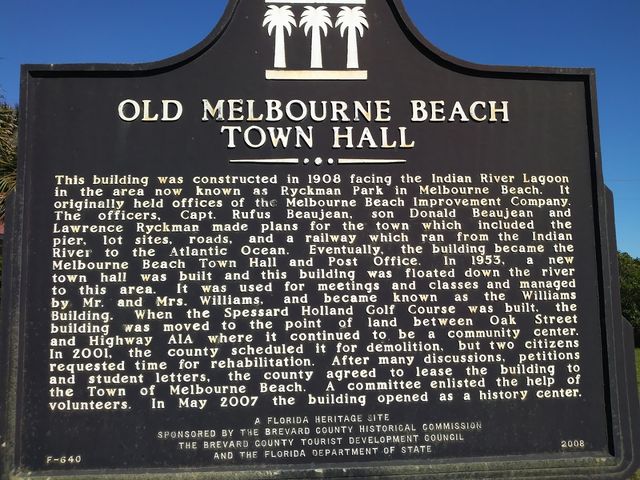 OLD MELBOURNE BEACH
TOWN HALL
This building was constructed in 1908 facing the Indian River Lagoon
in the area now known as Ryckman Park in Melbourne Beach. It
originally held offices of the Melbourne Beach Improvement Company.
The officers, Capt. Rufus Beaujean, son Donald Beaujean and
Lawrence Ryckman made plans for the town which included the
pier, lot sites, roads, and a railway which ran from the Indian
River to the Atlantic Ocean. Eventually, the building became the
Melbourne Beach Town Hall and Post Office. In 1953, a new
town hall was built and this building was floated down the river
to this area. It was used for meetings and classes and managed
by Mr. and Mrs. Williams, and became known as the Williams
Building. When the Spessard Holland Golf Course was built, the
building was moved to the point of land between Oak Street
and Highway A1A where it continued to be a community center.
In 2001, the county scheduled it for demolition, but two citizens
requested time for rehabilitation. After many discussions, petitions
and student letters, the county agreed to lease the building to
the Town of Melbourne Beach. A committee enlisted the help of
volunteers. In May 2007 the building opened as a history center.
A FLORIDA HERITAGE SITE
SPONSORED BY THE BREVARD COUNTY HISTORICAL COMMISSION
THE BREVARD COUNTY TOURIST DEVELOPMENT COUNCIL
F-640 AND THE FLORIDA DEPARTMENT OF STATE 2008